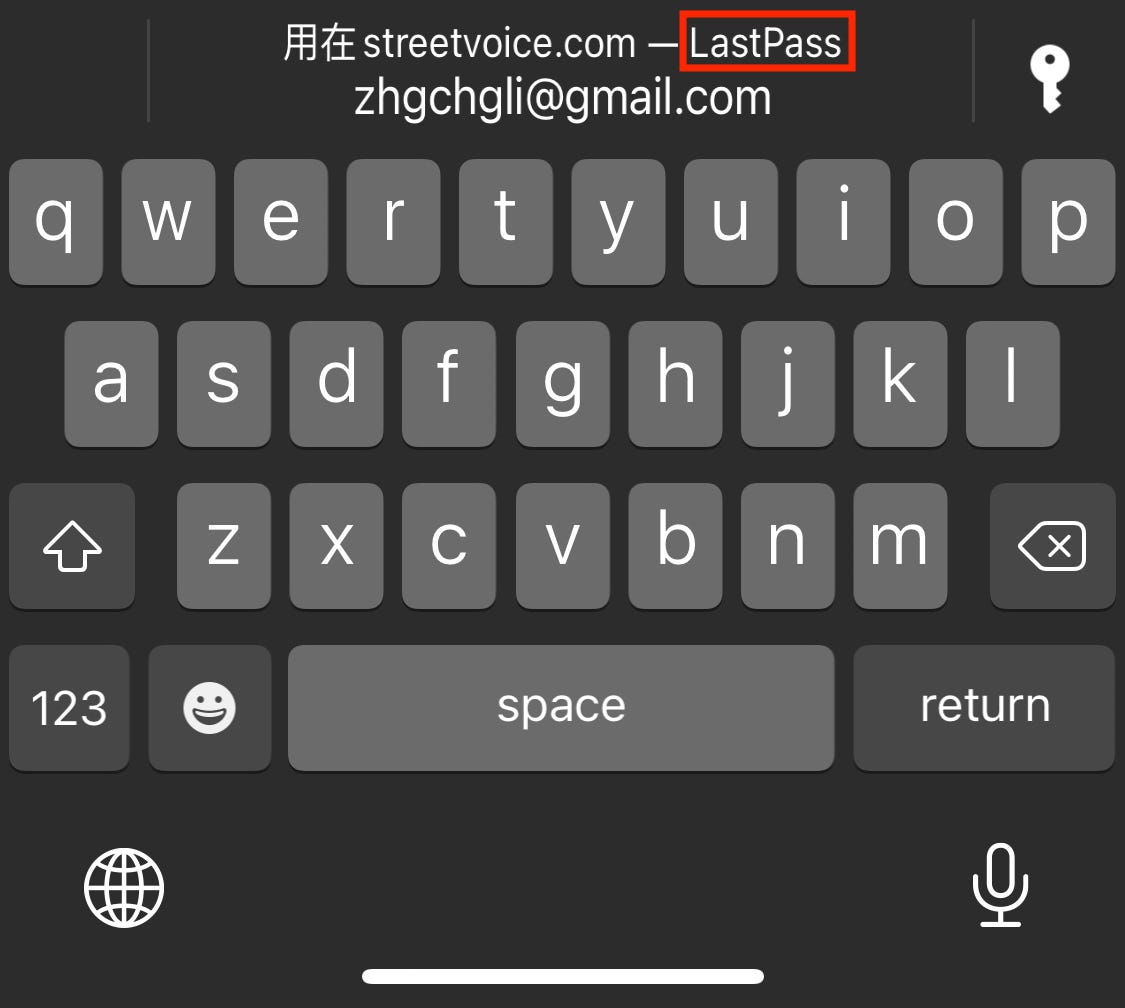 用在 streetvoice.com — LastPass
zhgchgli@gmail.com
q w e r t y u i o p
a s d f g h j k l
z x c v b n m
123 space return